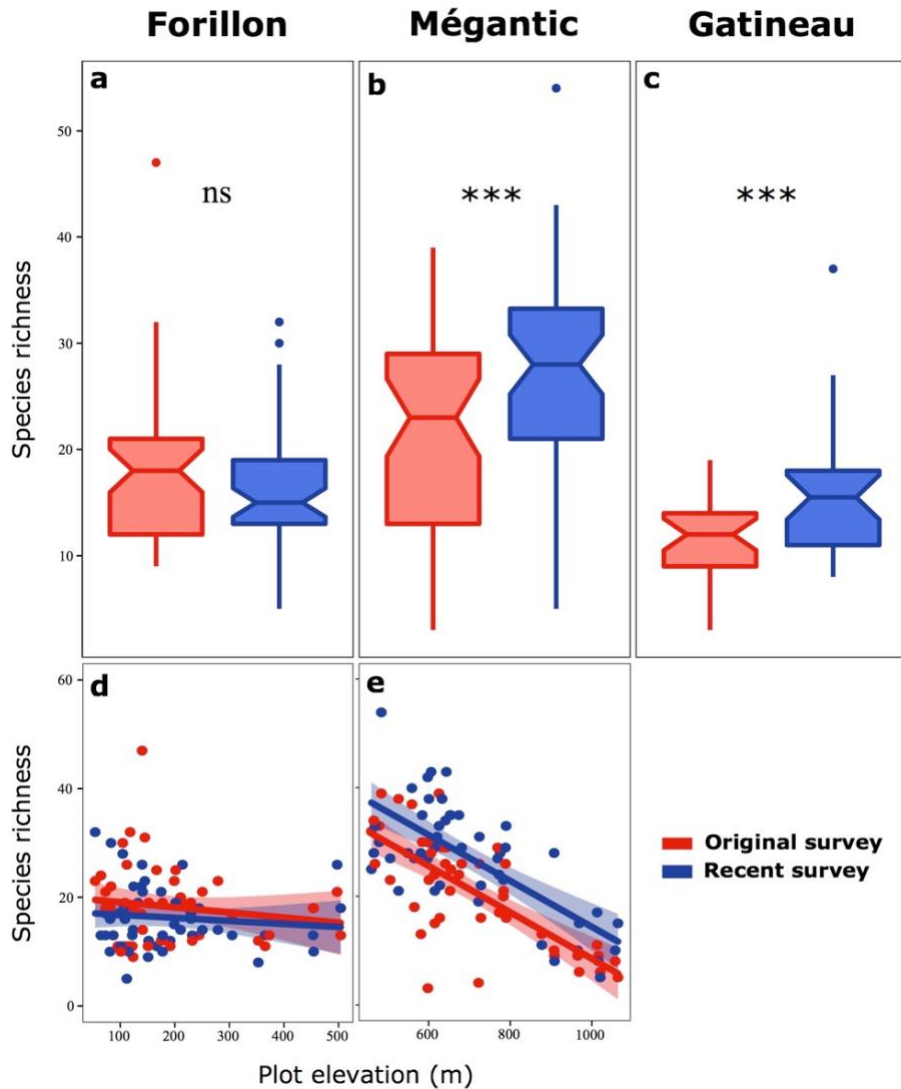 Forillon Mégantic Gatineau
a b c
50
40
30
20
10
Species richness
ns *** ***
d e
60
40
20
0
Species richness
100 200 300 400 500 600 800 1000
Plot elevation (m)
Original survey
Recent survey